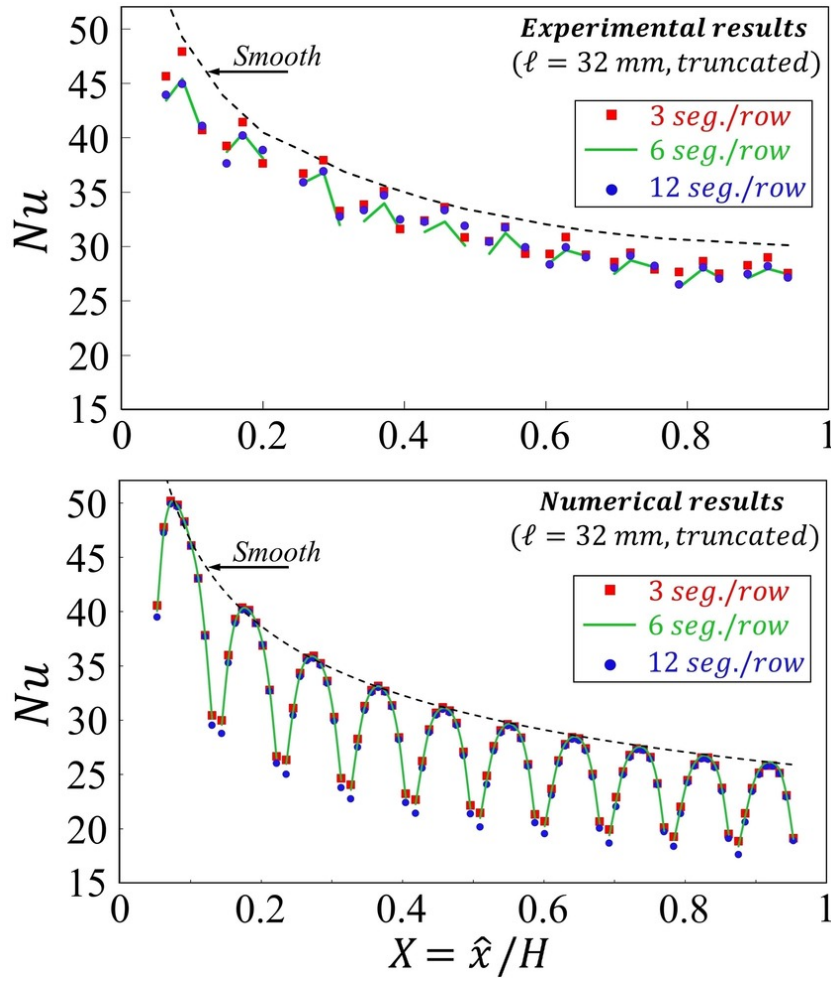 Experimental results
(ℓ = 32 mm, truncated)
Smooth
3 seg./row
6 seg./row
12 seg./row
Nu
50
45
40
35
30
25
20
15
0
0.2
0.4
0.6
0.8
1
Numerical results
(ℓ = 32 mm, truncated)
Smooth
3 seg./row
6 seg./row
12 seg./row
Nu
50
45
40
35
30
25
20
15
0
0.2
0.4
0.6
0.8
1
X = x̂/H